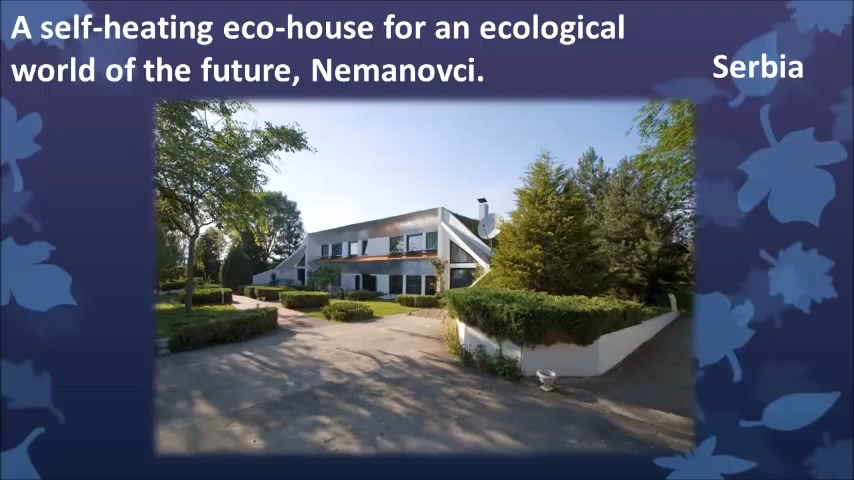 A self-heating eco-house for an ecological
world of the future, Nemanovci.
Serbia